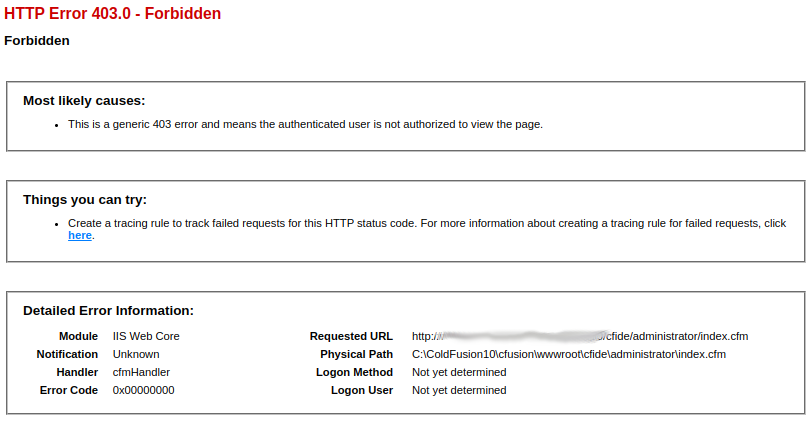 HTTP Error 403.0 - Forbidden
Forbidden
Most likely causes:
• This is a generic 403 error and means the authenticated user is not authorized to view the page.
Things you can try:
• Create a tracing rule to track failed requests for this HTTP status code. For more information about creating a tracing rule for failed requests, click
here.
Detailed Error Information:
Module IIS Web Core Requested URL http:/ /cfide/administrator/index.cfm
Notification Unknown Physical Path C:\ColdFusion10\cfusion\wwwroot\cfide\administrator\index.cfm
Handler cfmHandler Logon Method Not yet determined
Error Code 0x00000000 Logon User Not yet determined